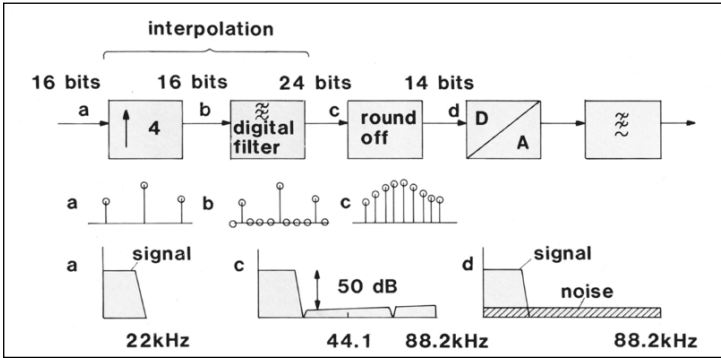 interpolation
16 bits 16 bits 24 bits 14 bits
a b c d
↑ 4
digital
filter
round
off
D
A
a b c
a signal
c 50 dB
d signal
noise
22kHz 44.1 88.2kHz 88.2kHz